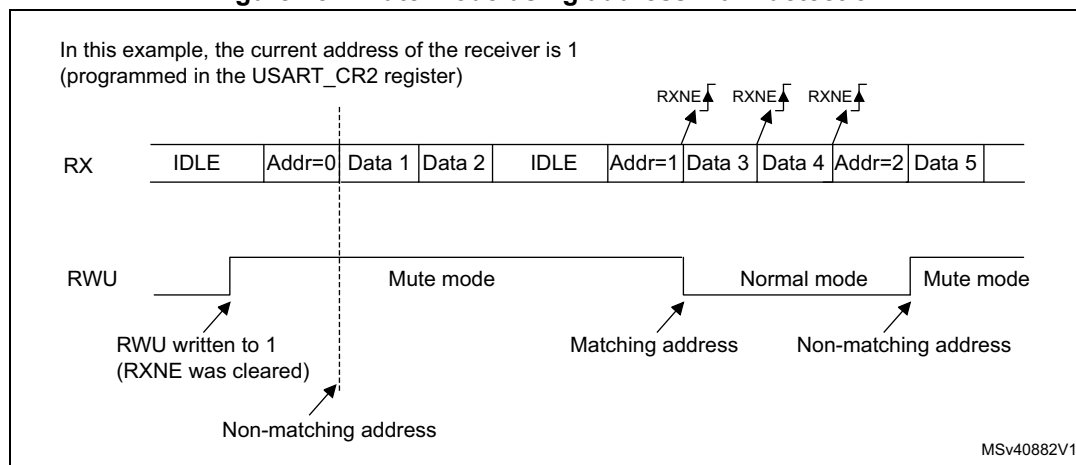 In this example, the current address of the receiver is 1
(programmed in the USART_CR2 register)
RXNE RXNE RXNE
RX IDLE Addr=0 Data 1 Data 2 IDLE Addr=1 Data 3 Data 4 Addr=2 Data 5
RWU Mute mode Normal mode Mute mode
RWU written to 1 Matching address Non-matching address
(RXNE was cleared)
Non-matching address
MSv40882V1